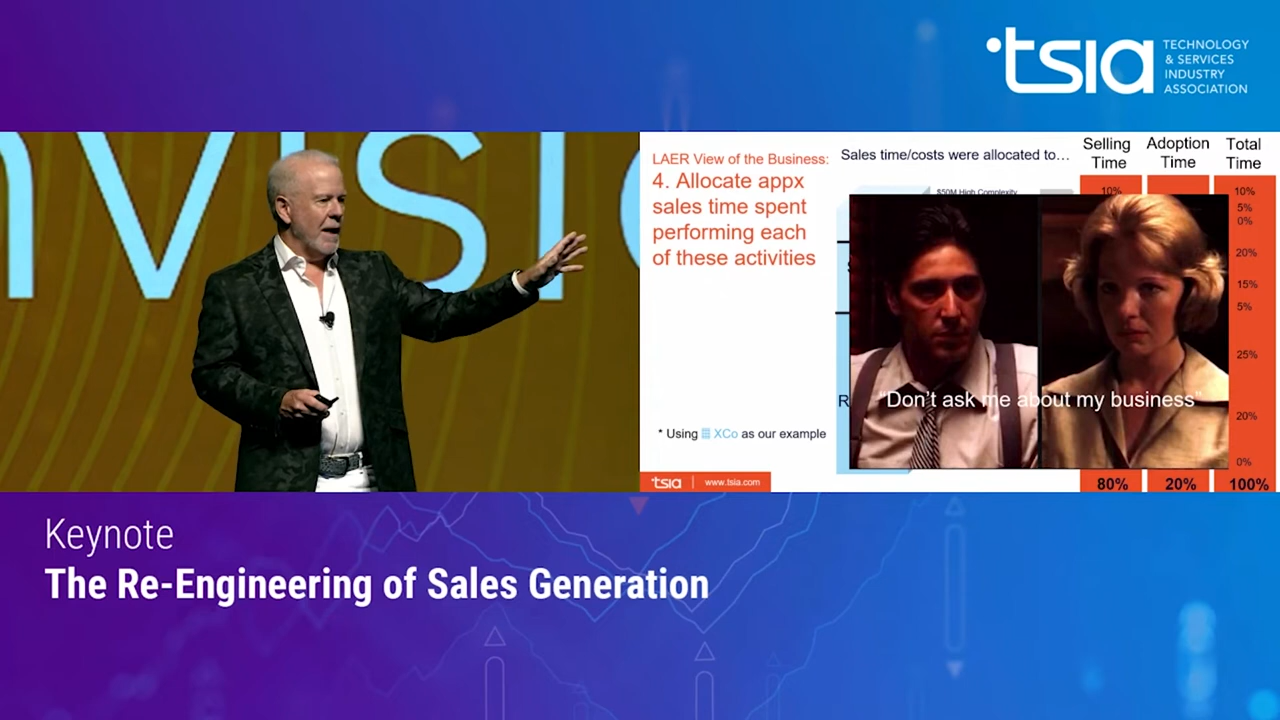 tsia
TECHNOLOGY
& SERVICES
INDUSTRY
ASSOCIATION
LAER View of the Business:
4. Allocate appx
sales time spent
performing each
of these activities
* Using XCo as our example
tsia | www.tsia.com
Sales time/costs were allocated to…
$50M High Complexity
Selling
Time
Adoption
Time
Total
Time
10%
10%
5%
0%
20%
15%
5%
25%
20%
0%
80%
20%
100%
"Don't ask me about my business"
Keynote
The Re-Engineering of Sales Generation